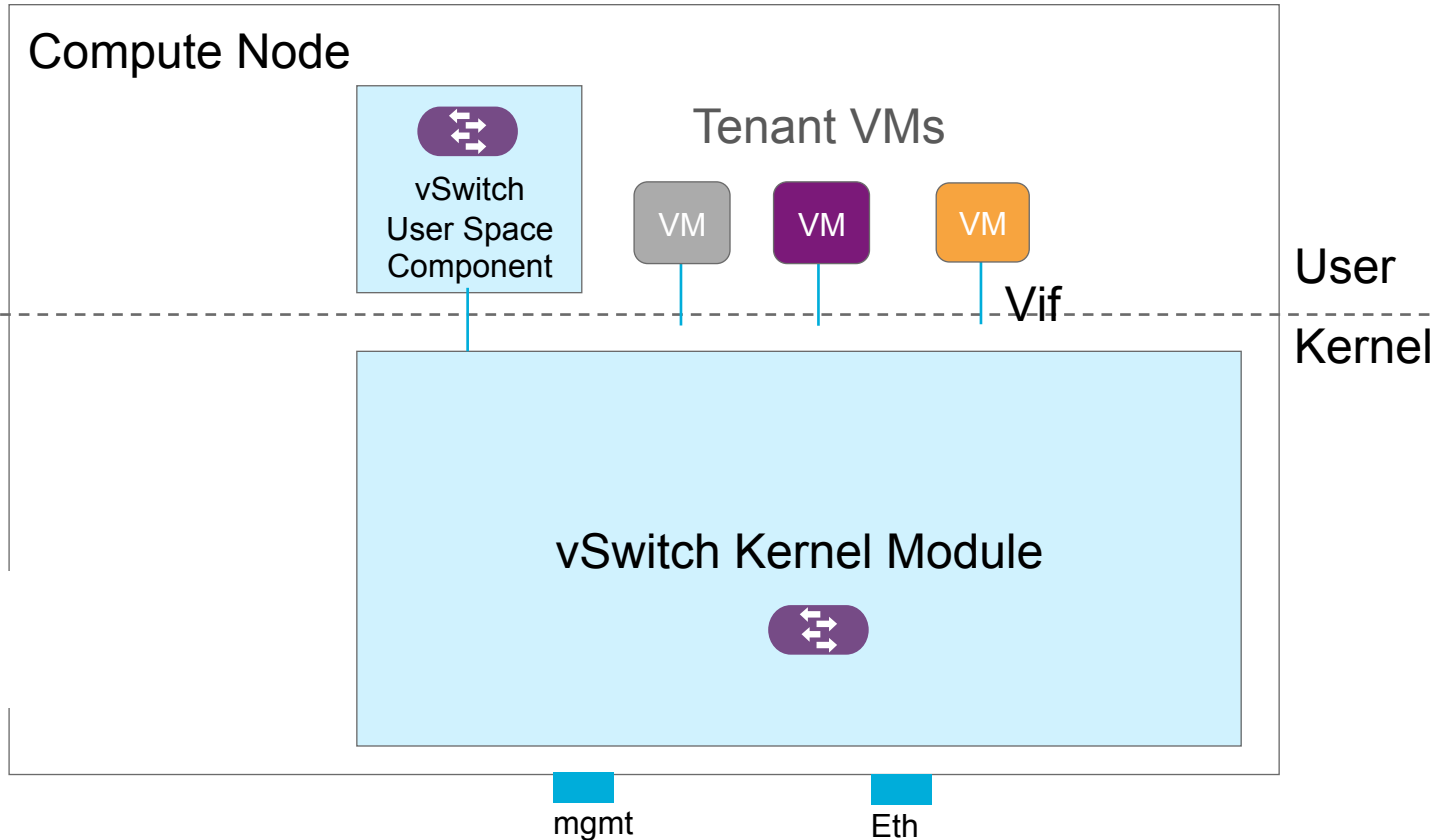 Compute Node
vSwitch
User Space
Component
Tenant VMs
VM
VM
VM
Vif
User
Kernel
vSwitch Kernel Module
mgmt
Eth